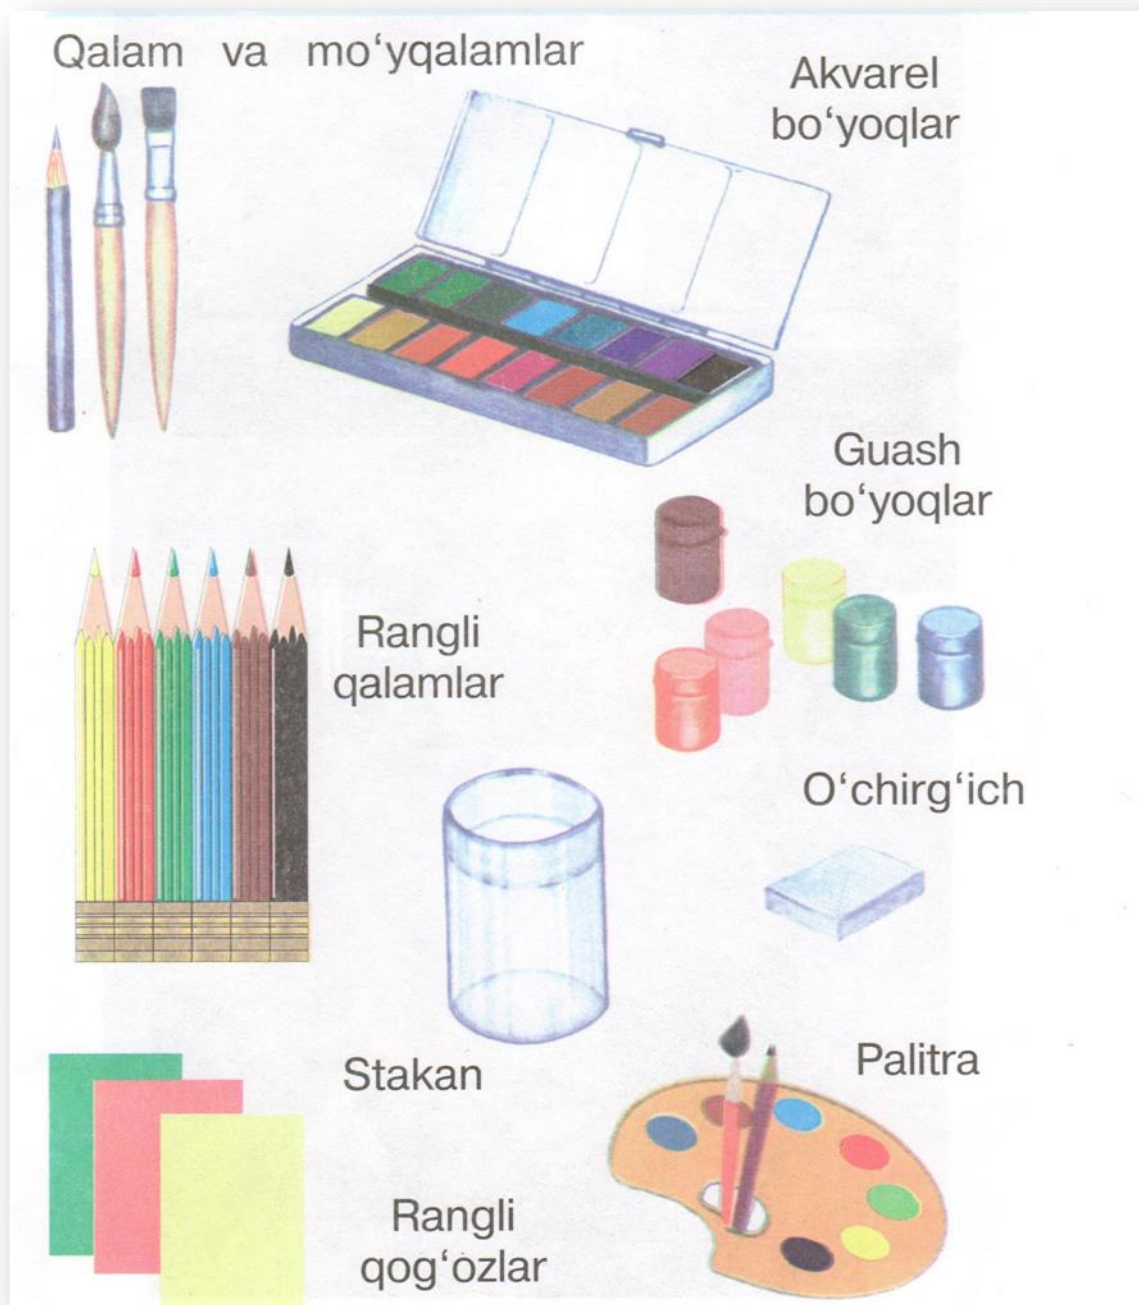 Qalam va mo‘yqalamlar
Akvarel
bo‘yoqlar
Guash
bo‘yoqlar
Rangli
qalamlar
O‘chirg‘ich
Stakan
Palitra
Rangli
qog‘ozlar